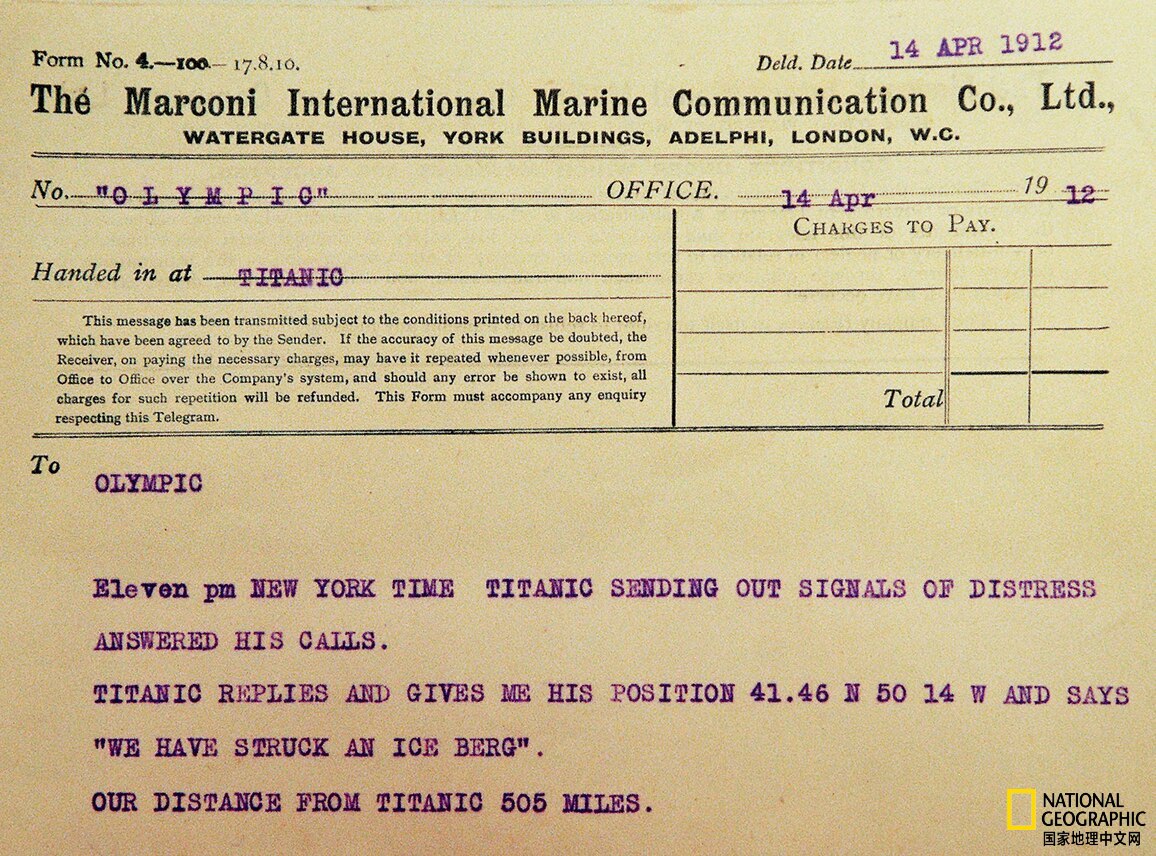 Form No. 4.—100— 17.8.10.
Deld. Date 14 APR 1912
The Marconi International Marine Communication Co., Ltd.,
WATERGATE HOUSE, YORK BUILDINGS, ADELPHI, LONDON, W.C.
No. "OLYMPIC" OFFICE. 14 Apr 19 12
CHARGES TO PAY.
Handed in at TITANIC
This message has been transmitted subject to the conditions printed on the back hereof,
which have been agreed to by the Sender. If the accuracy of this message be doubted, the
Receiver, on paying the necessary charges, may have it repeated whenever possible, from
Office to Office over the Company's system, and should any error be shown to exist, all
charges for such repetition will be refunded. This Form must accompany any enquiry
respecting this Telegram.
Total
To
OLYMPIC
Eleven pm NEW YORK TIME TITANIC SENDING OUT SIGNALS OF DISTRESS
ANSWERED HIS CALLS.
TITANIC REPLIES AND GIVES ME HIS POSITION 41.46 N 50 14 W AND SAYS
"WE HAVE STRUCK AN ICE BERG".
OUR DISTANCE FROM TITANIC 505 MILES.
NATIONAL
GEOGRAPHIC
国家地理中文网